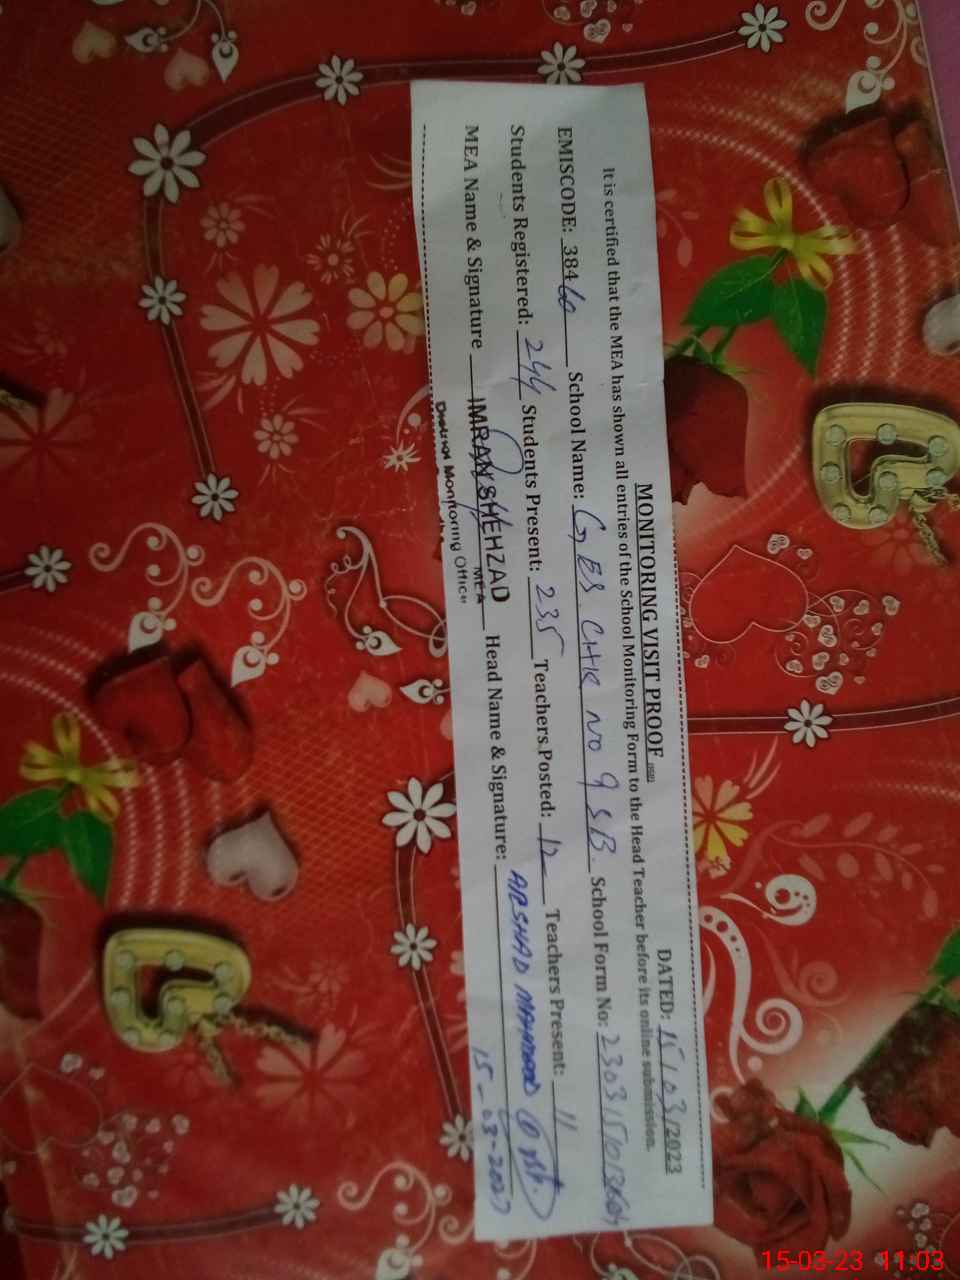 MONITORING VISIT PROOF
DATED: 15/03/2023
It is certified that the MEA has shown all entries of the School Monitoring Form to the Head Teacher before its online submission.
EMISCODE: 38460 School Name: GES CHK NO 9 SB. School Form No:
Students Registered: 244 Students Present: 235 Teachers Posted: 12 Teachers Present: 11
MEA Name & Signature IMRAN SHEHZAD Head Name & Signature: ARSHAD MAHMOOD
MEA
District Monitoring Office
15-03-2023
15-03-23 11:03